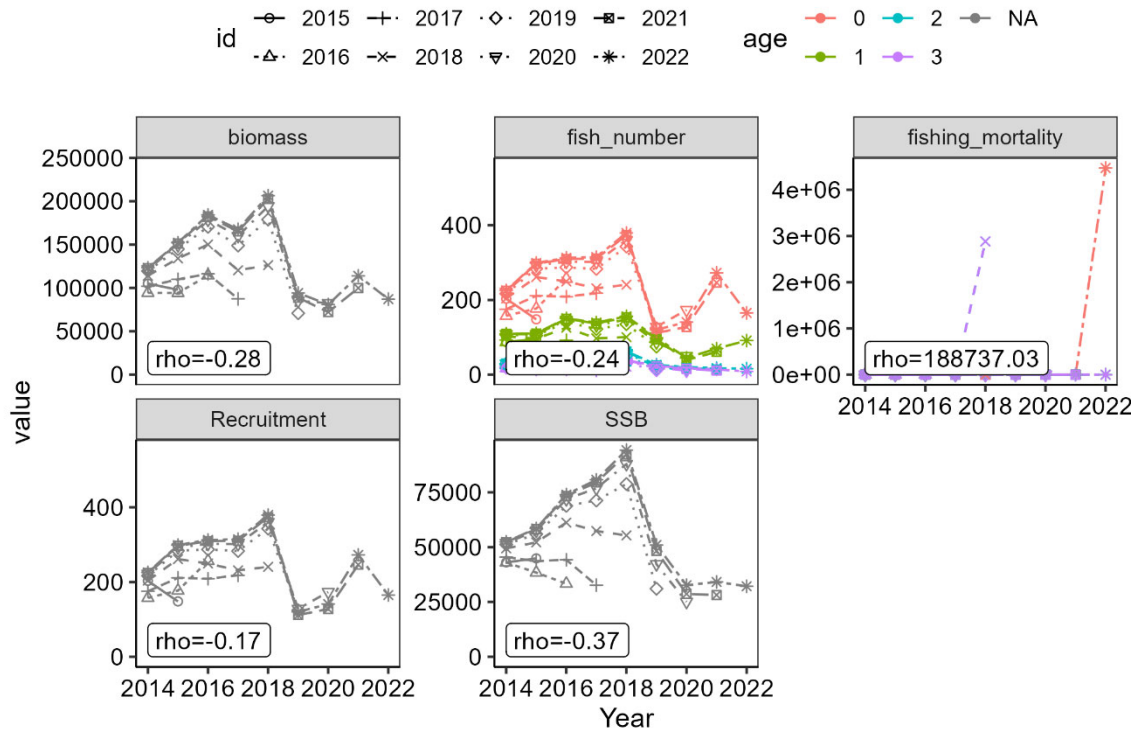 id 2015 2017 2019 2021 age 0 2 NA
2016 2018 2020 2022 1 3
biomass fish_number fishing_mortality
250000
200000
150000
100000
50000
0
rho=-0.28
400
200
0
rho=-0.24
4e+06
3e+06
2e+06
1e+06
0e+00
rho=188737.03
2014 2016 2018 2020 2022
value
Recruitment SSB
400
200
0
rho=-0.17
75000
50000
25000
0
rho=-0.37
2014 2016 2018 2020 2022 2014 2016 2018 2020 2022
Year